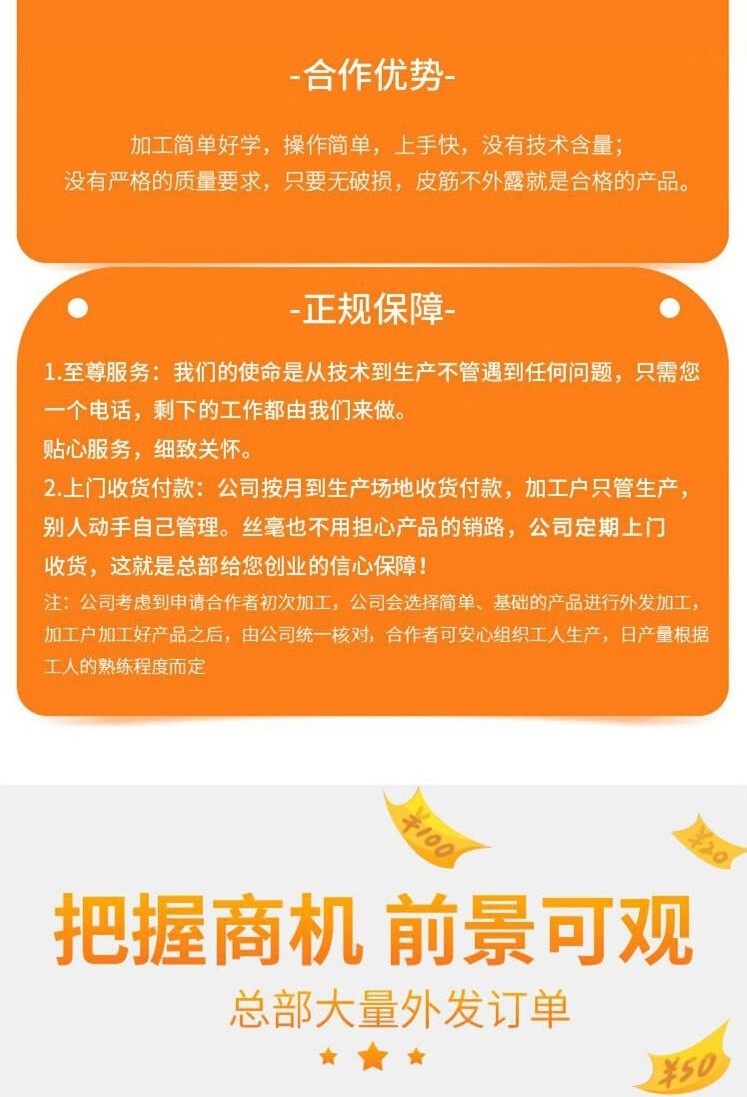 -合作优势-
加工简单好学，操作简单，上手快，没有技术含量；
没有严格的质量要求，只要无破损，皮筋不外露就是合格的产品。
-正规保障-
1.至尊服务：我们的使命是从技术到生产不管遇到任何问题，只需您
一个电话，剩下的工作都由我们来做。
贴心服务，细致关怀。
2.上门收货付款：公司按月到生产场地收货付款，加工户只管生产，
别人动手自己管理。丝毫也不用担心产品的销路，公司定期上门
收货，这就是总部给您创业的信心保障！
注：公司考虑到申请合作者初次加工，公司会选择简单、基础的产品进行外发加工，
加工户加工好产品之后，由公司统一核对，合作者可安心组织工人生产，日产量根据
工人的熟练程度而定
¥100
¥20
把握商机 前景可观
总部大量外发订单
¥50